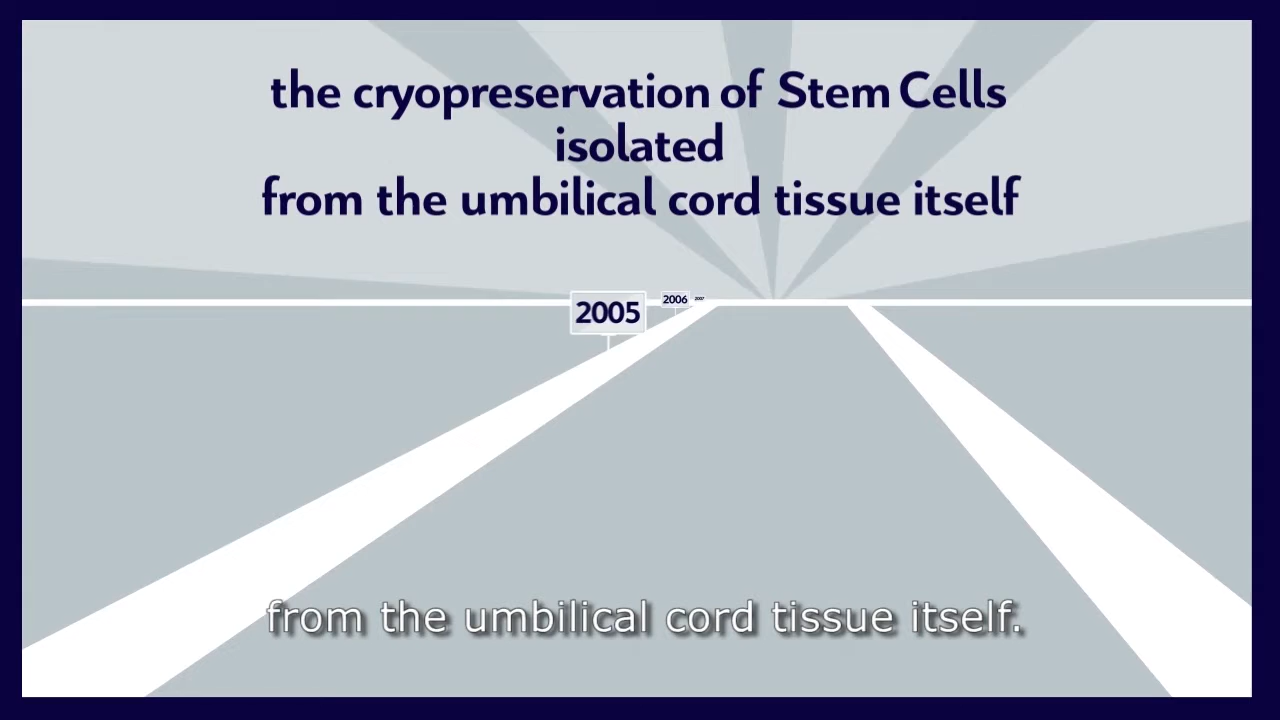 the cryopreservation of Stem Cells
isolated
from the umbilical cord tissue itself
2005
2006
2007
from the umbilical cord tissue itself.